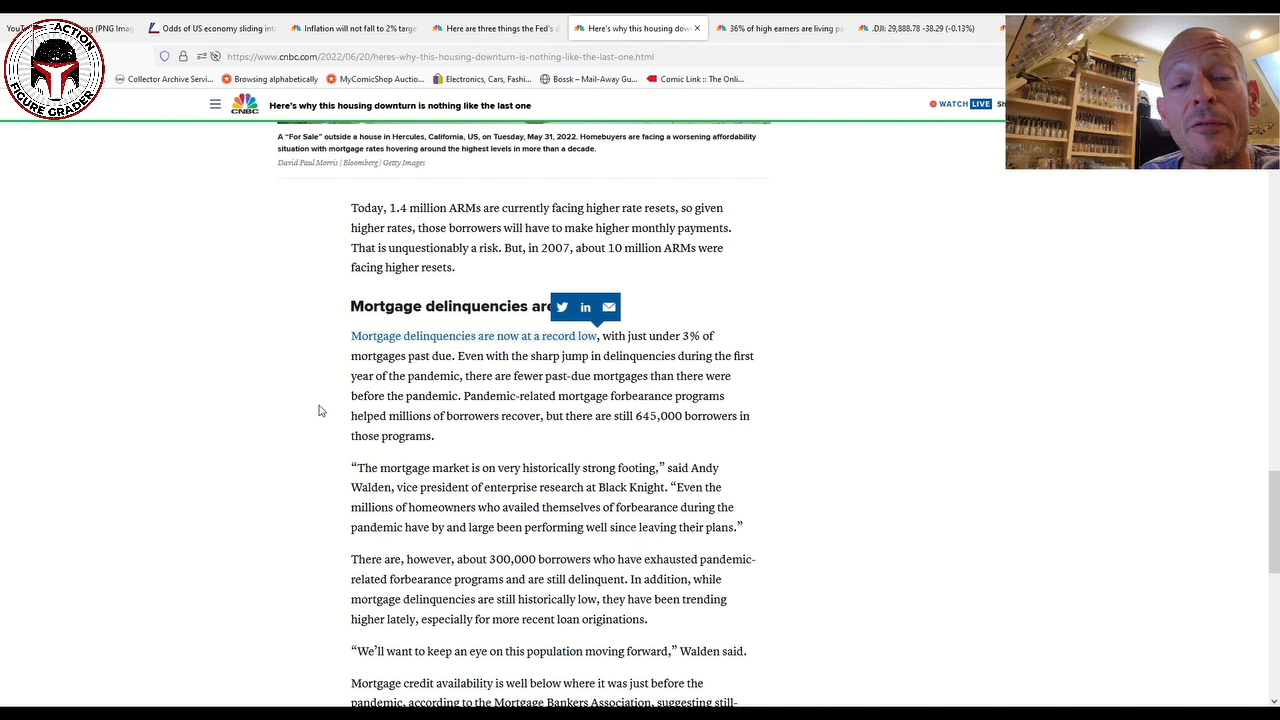 YouT
ng (PNG Imag
Odds of US economy sliding int
Inflation will not fall to 2% targe
Here are three things the Fed's d
Here's why this housing dow
36% of high earners are living pa
.DJI: 29,888.78 -38.29 (-0.13%)
https://www.cnbc.com/2022/06/20/heres-why-this-housing-downturn-is-nothing-like-the-last-one.html
Collector Archive Servi...
Browsing alphabetically
MyComicShop Auctio...
Electronics, Cars, Fashi...
Bossk – Mail-Away Gu...
Comic Link :: The Onli...
ACTION
FIGURE GRADER
CNBC
Here's why this housing downturn is nothing like the last one
WATCH LIVE
Sh
A “For Sale” outside a house in Hercules, California, US, on Tuesday, May 31, 2022. Homebuyers are facing a worsening affordability
situation with mortgage rates hovering around the highest levels in more than a decade.
David Paul Morris | Bloomberg | Getty Images
Today, 1.4 million ARMs are currently facing higher rate resets, so given
higher rates, those borrowers will have to make higher monthly payments.
That is unquestionably a risk. But, in 2007, about 10 million ARMs were
facing higher resets.
Mortgage delinquencies are
in
Mortgage delinquencies are now at a record low, with just under 3% of
mortgages past due. Even with the sharp jump in delinquencies during the first
year of the pandemic, there are fewer past-due mortgages than there were
before the pandemic. Pandemic-related mortgage forbearance programs
helped millions of borrowers recover, but there are still 645,000 borrowers in
those programs.
“The mortgage market is on very historically strong footing,” said Andy
Walden, vice president of enterprise research at Black Knight. “Even the
millions of homeowners who availed themselves of forbearance during the
pandemic have by and large been performing well since leaving their plans.”
There are, however, about 300,000 borrowers who have exhausted pandemic-
related forbearance programs and are still delinquent. In addition, while
mortgage delinquencies are still historically low, they have been trending
higher lately, especially for more recent loan originations.
“We’ll want to keep an eye on this population moving forward,” Walden said.
Mortgage credit availability is well below where it was just before the
pandemic, according to the Mortgage Bankers Association, suggesting still-